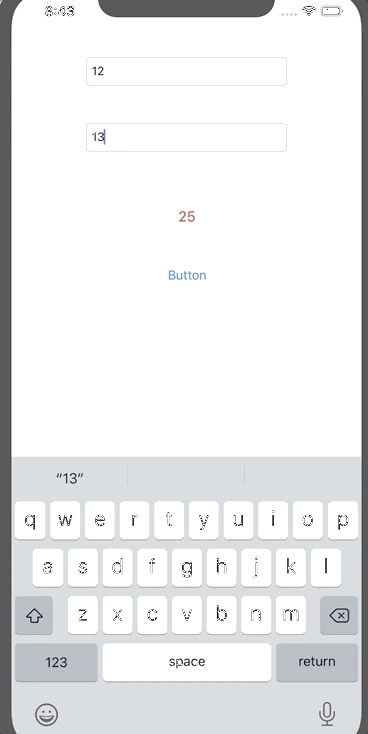 8:43
12
13
25
Button
“13”
q w e r t y u i o p
a s d f g h j k l
z x c v b n m
123 space return